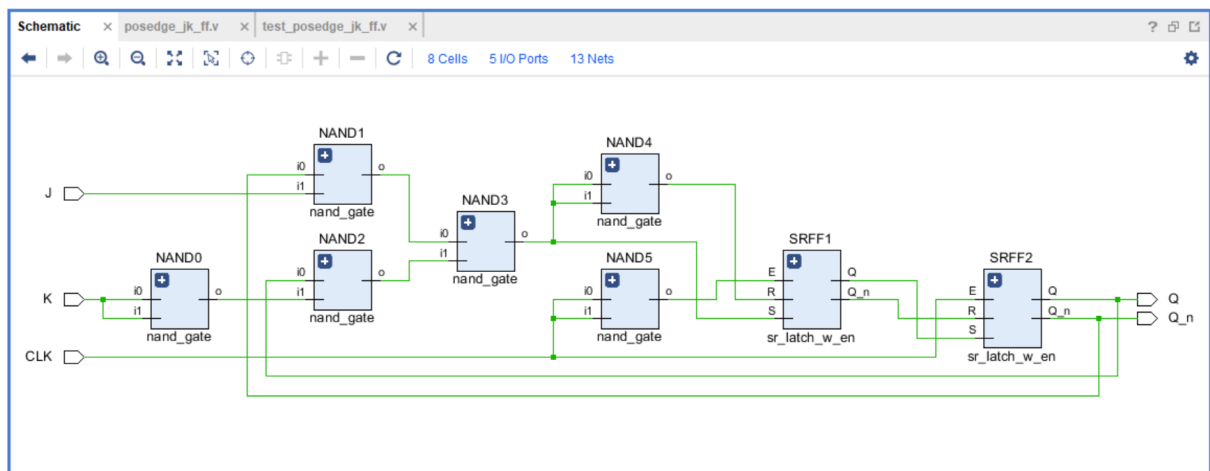 Schematic × posedge_jk_ff.v × test_posedge_jk_ff.v × ?
8 Cells 5 I/O Ports 13 Nets
NAND1
i0 o
i1
nand_gate
NAND4
i0 o
i1
nand_gate
J
NAND3
i0 o
i1
nand_gate
NAND0
i0 o
i1
nand_gate
NAND2
i0 o
i1
nand_gate
NAND5
i0 o
i1
nand_gate
SRFF1
E Q
R Q_n
S
sr_latch_w_en
SRFF2
E Q
R Q_n
S
sr_latch_w_en
K
CLK
Q
Q_n